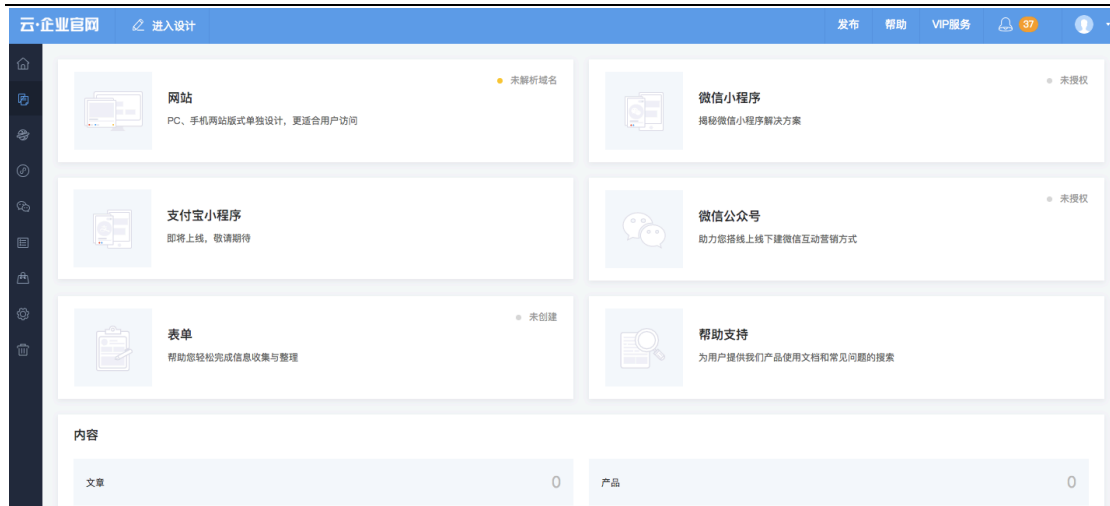 云·企业官网 进入设计 发布 帮助 VIP服务 37
未解析域名
网站
PC、手机两站版式单独设计，更适合用户访问
未授权
微信小程序
揭秘微信小程序解决方案
支付宝小程序
即将上线，敬请期待
未授权
微信公众号
助力您搭线上线下建微信互动营销方式
未创建
表单
帮助您轻松完成信息收集与整理
帮助支持
为用户提供我们产品使用文档和常见问题的搜索
内容
文章 0
产品 0